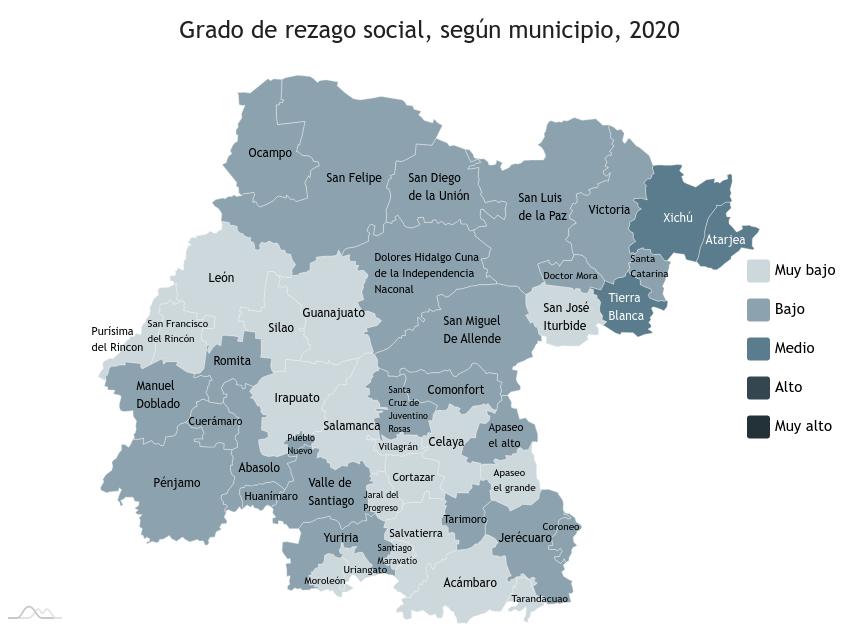 Grado de rezago social, según municipio, 2020
Ocampo
San Felipe
San Diego
de la Unión
San Luis
de la Paz
Victoria
Xichú
Atarjea
Santa
Catarina
Doctor Mora
Tierra
Blanca
San José
Iturbide
Dolores Hidalgo Cuna
de la Independencia
Naconal
León
Guanajuato
Silao
San Francisco
del Rincón
Purísima
del Rincon
San Miguel
De Allende
Romita
Manuel
Doblado
Cuerámaro
Irapuato
Salamanca
Santa
Cruz de
Juventino
Rosas
Comonfort
Celaya
Apaseo
el alto
Pueblo
Nuevo
Villagrán
Abasolo
Pénjamo
Huanímaro
Valle de
Santiago
Cortazar
Apaseo
el grande
Jaral del
Progreso
Tarimoro
Coroneo
Jerécuaro
Salvatierra
Yuriria
Santiago
Maravatio
Uriangato
Moroleón
Acámbaro
Tarandacuao
Muy bajo
Bajo
Medio
Alto
Muy alto